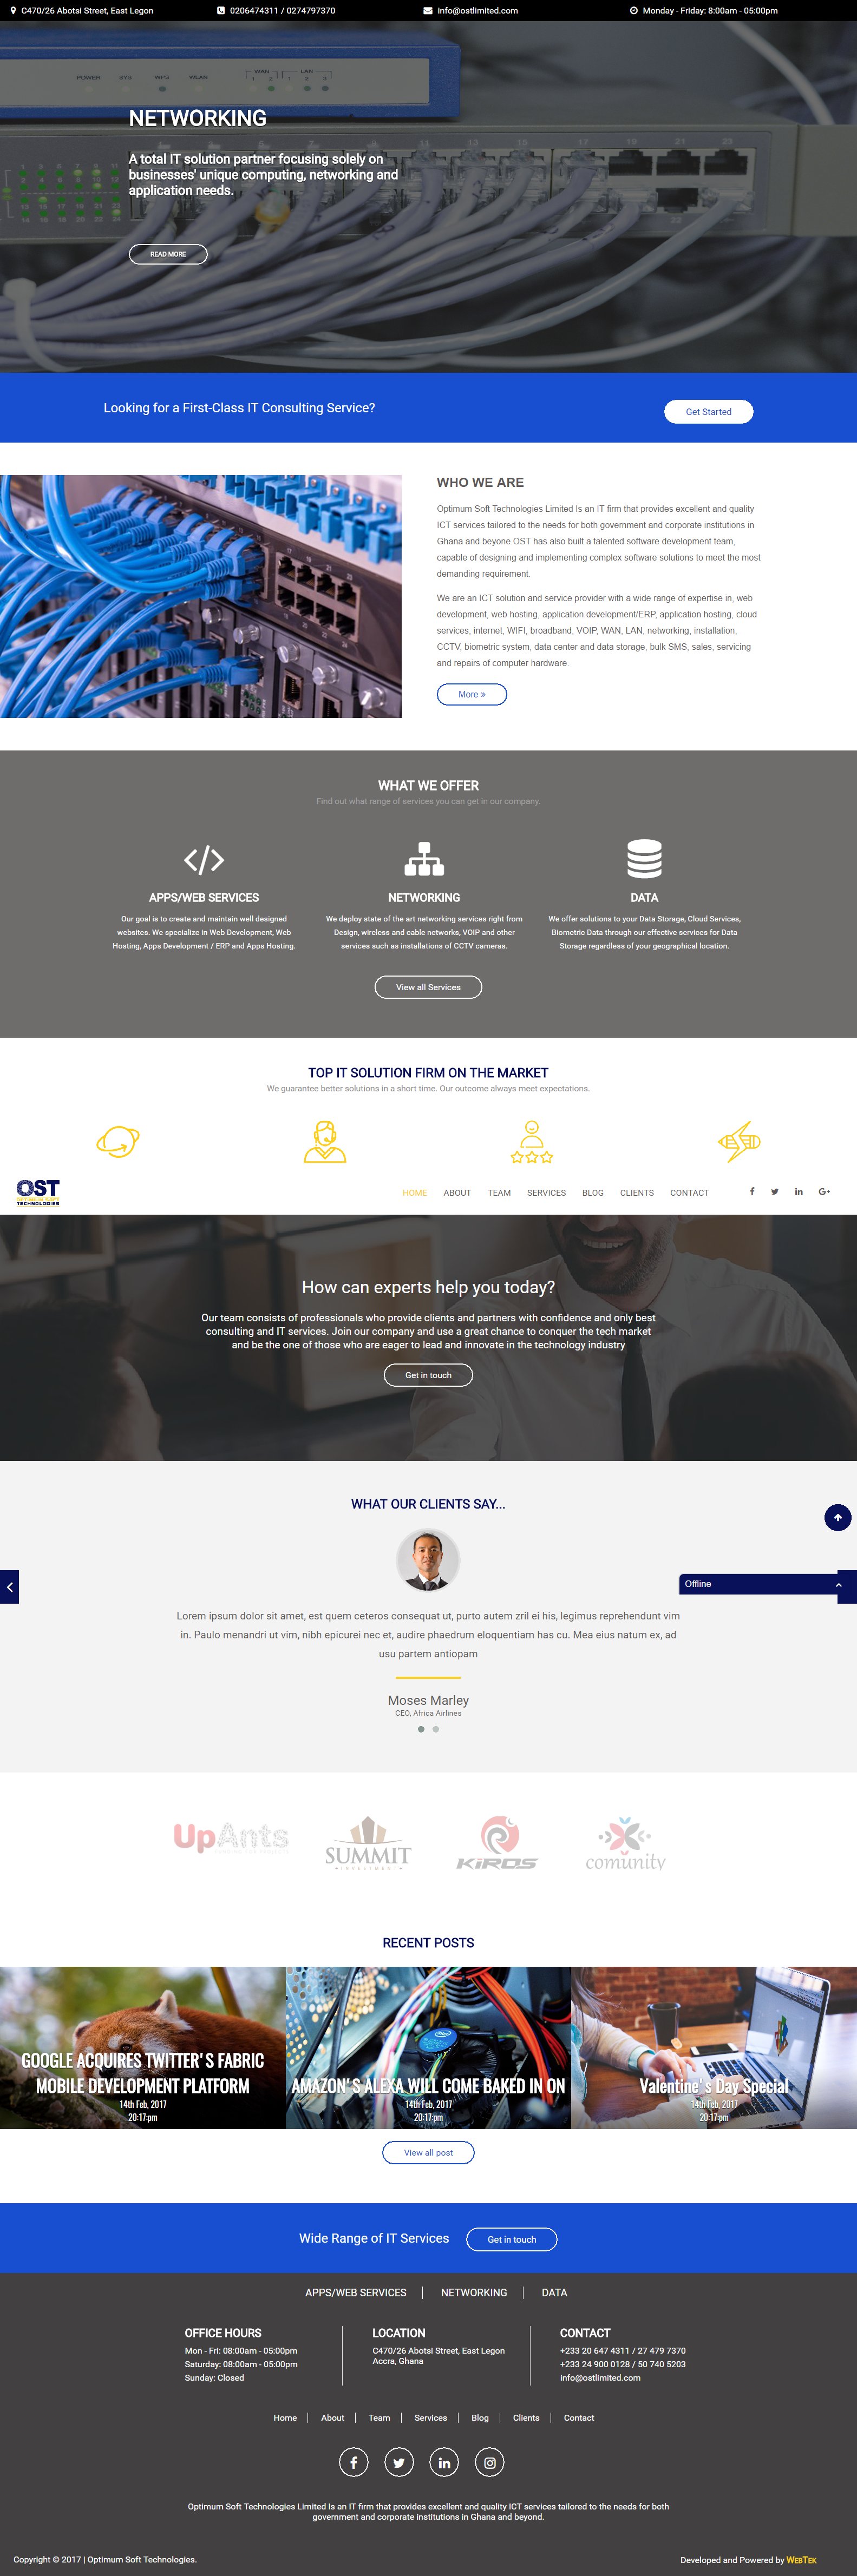 C470/26 Abotsi Street, East Legon
0206474311 / 0274797370
info@ostlimited.com
Monday - Friday: 8:00am - 05:00pm
POWER SYS WPS WLAN
WAN LAN
NETWORKING
A total IT solution partner focusing solely on
businesses' unique computing, networking and
application needs.
READ MORE
Looking for a First-Class IT Consulting Service?
Get Started
WHO WE ARE
Optimum Soft Technologies Limited Is an IT firm that provides excellent and quality
ICT services tailored to the needs for both government and corporate institutions in
Ghana and beyone.OST has also built a talented software development team,
capable of designing and implementing complex software solutions to meet the most
demanding requirement.
We are an ICT solution and service provider with a wide range of expertise in, web
development, web hosting, application development/ERP, application hosting, cloud
services, internet, WIFI, broadband, VOIP, WAN, LAN, networking, installation,
CCTV, biometric system, data center and data storage, bulk SMS, sales, servicing
and repairs of computer hardware.
More »
WHAT WE OFFER
Find out what range of services you can get in our company.
APPS/WEB SERVICES
Our goal is to create and maintain well designed
websites. We specialize in Web Development, Web
Hosting, Apps Development / ERP and Apps Hosting.
NETWORKING
We deploy state-of-the-art networking services right from
Design, wireless and cable networks, VOIP and other
services such as installations of CCTV cameras.
DATA
We offer solutions to your Data Storage, Cloud Services,
Biometric Data through our effective services for Data
Storage regardless of your geographical location.
View all Services
TOP IT SOLUTION FIRM ON THE MARKET
We guarantee better solutions in a short time. Our outcome always meet expectations.
OST
OPTIMUM SOFT
TECHNOLOGIES
HOME ABOUT TEAM SERVICES BLOG CLIENTS CONTACT
How can experts help you today?
Our team consists of professionals who provide clients and partners with confidence and only best
consulting and IT services. Join our company and use a great chance to conquer the tech market
and be the one of those who are eager to lead and innovate in the technology industry
Get in touch
WHAT OUR CLIENTS SAY...
Offline
Lorem ipsum dolor sit amet, est quem ceteros consequat ut, purto autem zril ei his, legimus reprehendunt vim
in. Paulo menandri ut vim, nibh epicurei nec et, audire phaedrum eloquentiam has cu. Mea eius natum ex, ad
usu partem antiopam
Moses Marley
CEO, Africa Airlines
UpAnts
SUMMIT
INVESTMENT
KIROS
comunity
RECENT POSTS
GOOGLE ACQUIRES TWITTER'S FABRIC
MOBILE DEVELOPMENT PLATFORM
14th Feb, 2017
20:17:pm
AMAZON'S ALEXA WILL COME BAKED IN ON
14th Feb, 2017
20:17:pm
Valentine's Day Special
14th Feb, 2017
20:17:pm
View all post
Wide Range of IT Services
Get in touch
APPS/WEB SERVICES NETWORKING DATA
OFFICE HOURS
Mon - Fri: 08:00am - 05:00pm
Saturday: 08:00am - 05:00pm
Sunday: Closed
LOCATION
C470/26 Abotsi Street, East Legon
Accra, Ghana
CONTACT
+233 20 647 4311 / 27 479 7370
+233 24 900 0128 / 50 740 5203
info@ostlimited.com
Home About Team Services Blog Clients Contact
Optimum Soft Technologies Limited Is an IT firm that provides excellent and quality ICT services tailored to the needs for both
government and corporate institutions in Ghana and beyond.
Copyright © 2017 | Optimum Soft Technologies.
Developed and Powered by WEBTEK